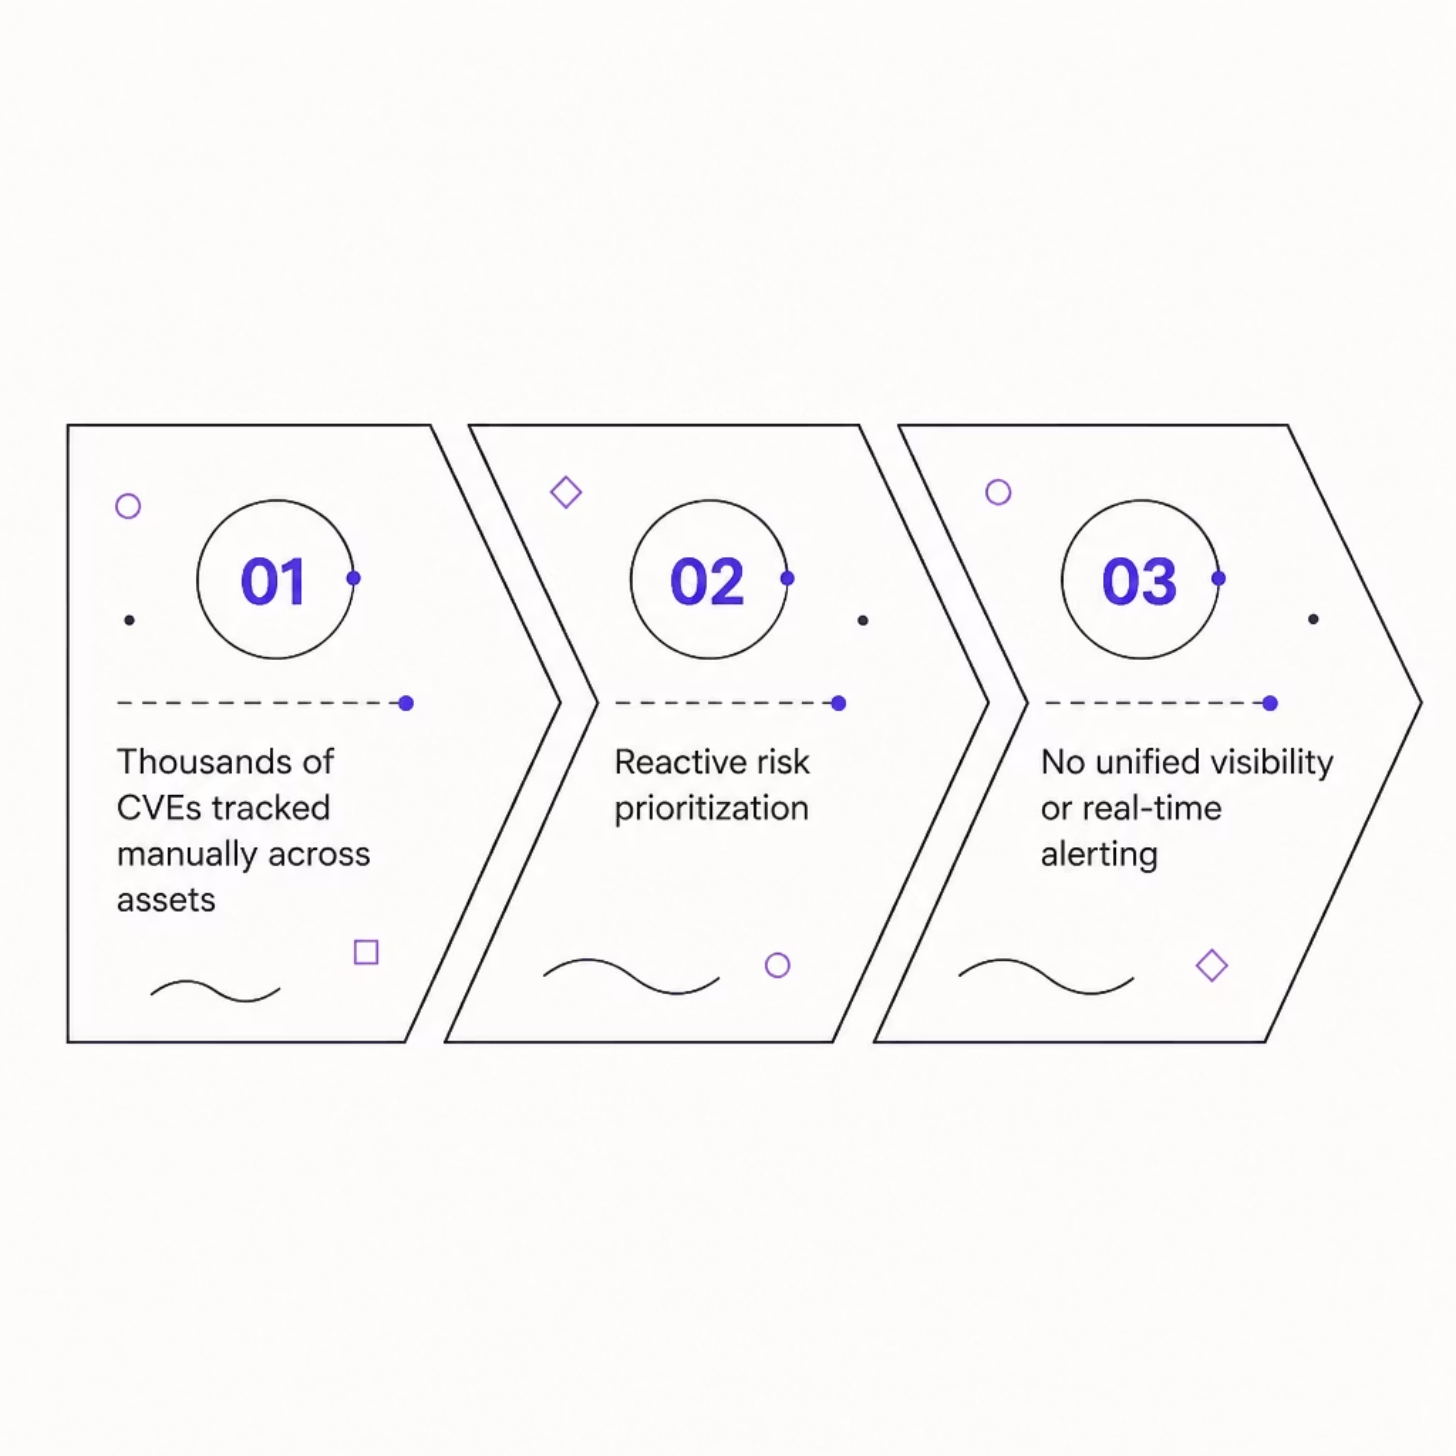 01
Thousands of
CVEs tracked
manually across
assets
02
Reactive risk
prioritization
03
No unified visibility
or real-time
alerting